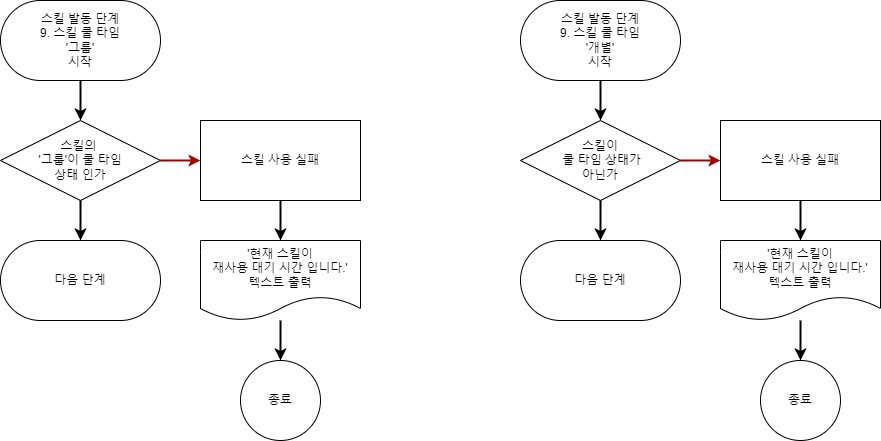 스킬 발동 단계
9. 스킬 쿨 타임
'그룹'
시작
스킬의
'그룹'이 쿨 타임
상태 인가
스킬 사용 실패
다음 단계
'현재 스킬이
재사용 대기 시간 입니다.'
텍스트 출력
종료
스킬 발동 단계
9. 스킬 쿨 타임
'개별'
시작
스킬이
쿨 타임 상태가
아닌가
스킬 사용 실패
다음 단계
'현재 스킬이
재사용 대기 시간 입니다.'
텍스트 출력
종료